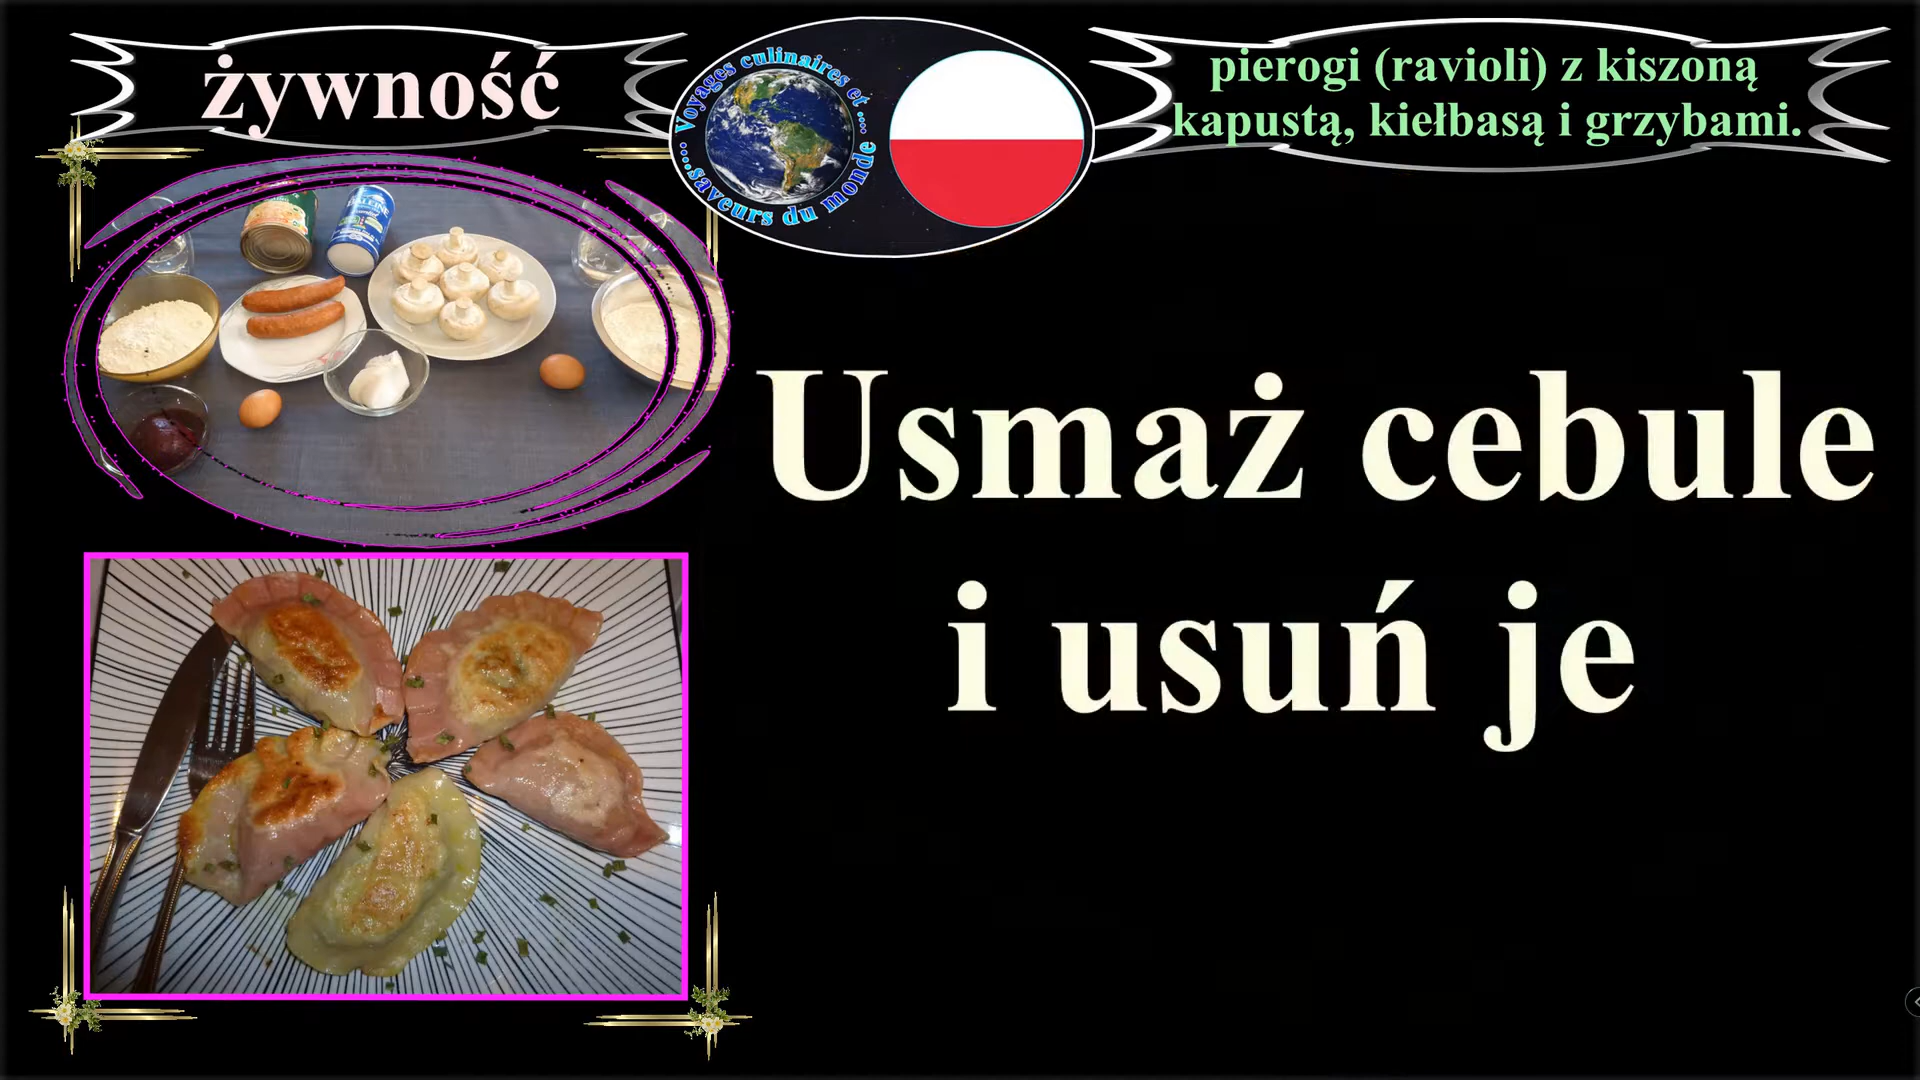 żywność
Voyages culinaires et ....
....saveurs du monde
pierogi (ravioli) z kiszoną
kapustą, kiełbasą i grzybami.
Usmaż cebule
i usuń je